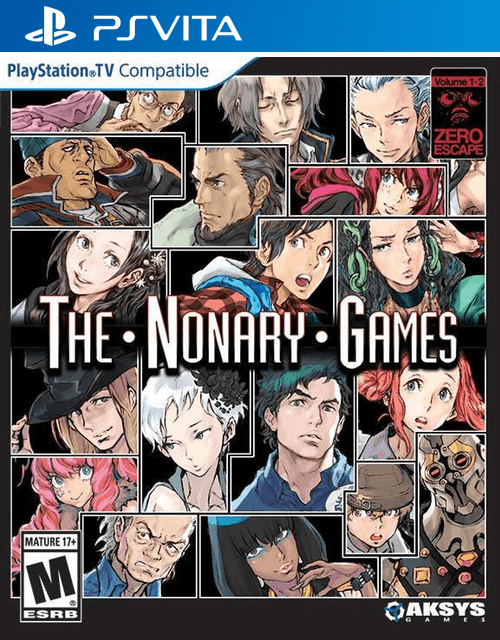 PSVITA
PlayStation®TV Compatible
Volume 1-2
ZERO
ESCAPE
THE • NONARY • GAMES
MATURE 17+
M
®
ESRB
AKSYS
GAMES